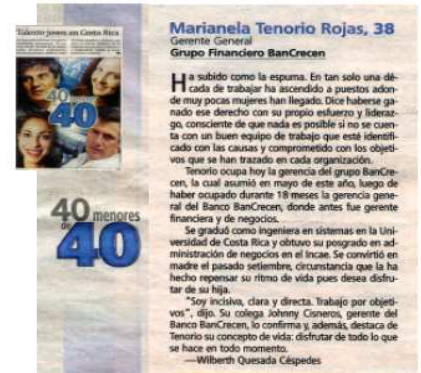 Talento joven en Costa Rica
40
menores
de
40
40 menores
de
40
Marianela Tenorio Rojas, 38
Gerente General
Grupo Financiero BanCrecen
Ha subido como la espuma. En tan solo una dé-
cada de trabajar ha ascendido a puestos adon-
de muy pocas mujeres han llegado. Dice haberse ga-
nado ese derecho con su propio esfuerzo y lideraz-
go, consciente de que nada es posible si no se cuen-
ta con un buen equipo de trabajo que esté identifi-
cado con las causas y comprometido con los objeti-
vos que se han trazado en cada organización.
Tenorio ocupa hoy la gerencia del grupo BanCre-
cen, la cual asumió en mayo de este año, luego de
haber ocupado durante 18 meses la gerencia gene-
ral del Banco BanCrecen, donde antes fue gerente
financiera y de negocios.
Se graduó como ingeniera en sistemas en la Uni-
versidad de Costa Rica y obtuvo su posgrado en ad-
ministración de negocios en el Incae. Se convirtió en
madre el pasado setiembre, circunstancia que la ha
hecho repensar su ritmo de vida pues desea disfru-
tar de su hija.
"Soy incisiva, clara y directa. Trabajo por objeti-
vos", dijo. Su colega Johnny Cisneros, gerente del
Banco BanCrecen, lo confirma y, además, destaca de
Tenorio su concepto de vida: disfrutar de todo lo que
se hace en todo momento.
—Wilberth Quesada Céspedes